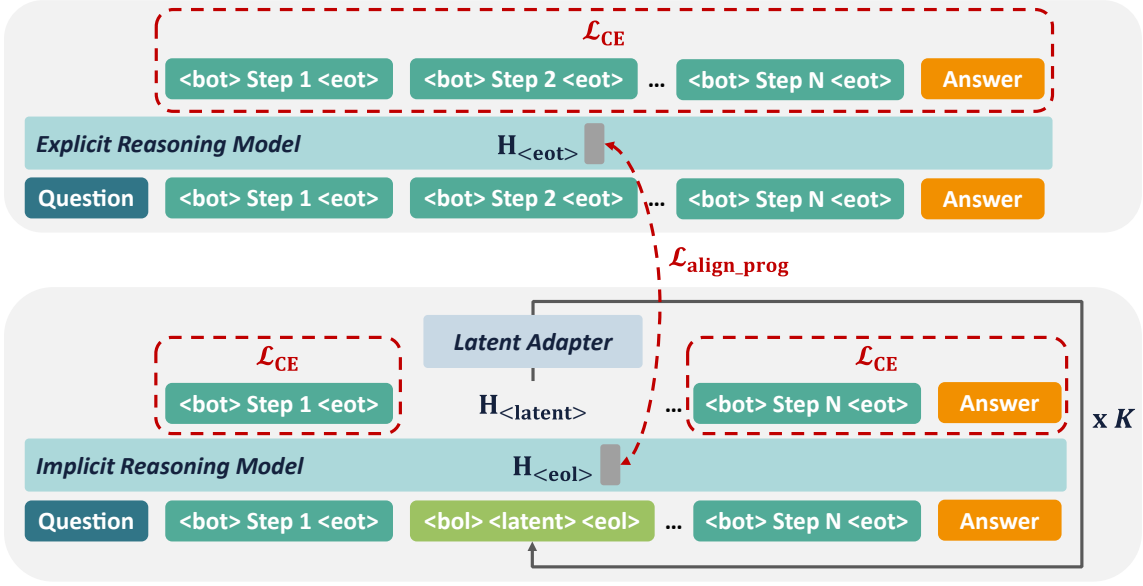 ℒCE
<bot> Step 1 <eot> <bot> Step 2 <eot> ... <bot> Step N <eot> Answer
Explicit Reasoning Model H<eot>
Question <bot> Step 1 <eot> <bot> Step 2 <eot> ... <bot> Step N <eot> Answer
ℒalign_prog
Latent Adapter
ℒCE ℒCE
<bot> Step 1 <eot> H<latent> ... <bot> Step N <eot> Answer
x K
Implicit Reasoning Model H<eol>
Question <bot> Step 1 <eot> <bol> <latent> <eol> ... <bot> Step N <eot> Answer